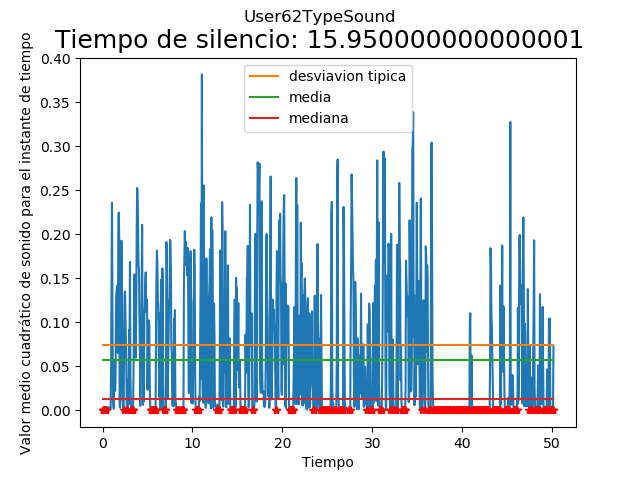 User62TypeSound
Tiempo de silencio: 15.950000000000001
desviavion tipica
media
mediana
Valor medio cuadrático de sonido para el instante de tiempo
0.40
0.35
0.30
0.25
0.20
0.15
0.10
0.05
0.00
0 10 20 30 40 50
Tiempo